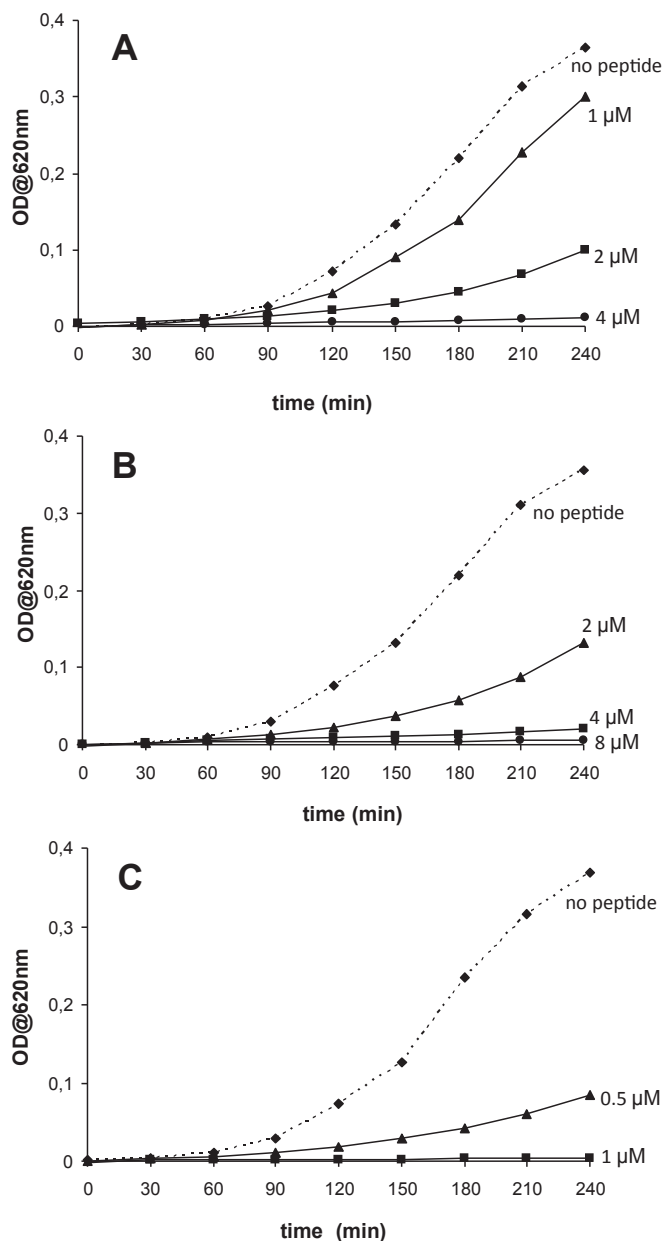 A
OD@620nm
0,4
0,3
0,2
0,1
0
no peptide
1 µM
2 µM
4 µM
0 30 60 90 120 150 180 210 240
time (min)
B
OD@620nm
0,4
0,3
0,2
0,1
0
no peptide
2 µM
4 µM
8 µM
0 30 60 90 120 150 180 210 240
time (min)
C
OD@620nm
0,4
0,3
0,2
0,1
0
no peptide
0.5 µM
1 µM
0 30 60 90 120 150 180 210 240
time (min)